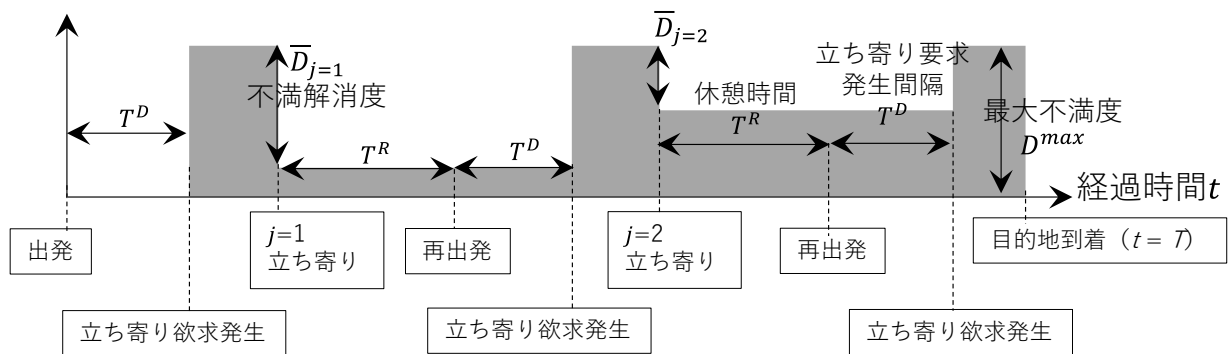 D̅ j=1
不満解消度
D̅ j=2
立ち寄り要求
発生間隔
休憩時間
最大不満度
D^max
T^D
T^R
T^D
T^R
T^D
経過時間t
出発
j=1
立ち寄り
再出発
j=2
立ち寄り
再出発
目的地到着（t = T）
立ち寄り欲求発生
立ち寄り欲求発生
立ち寄り欲求発生